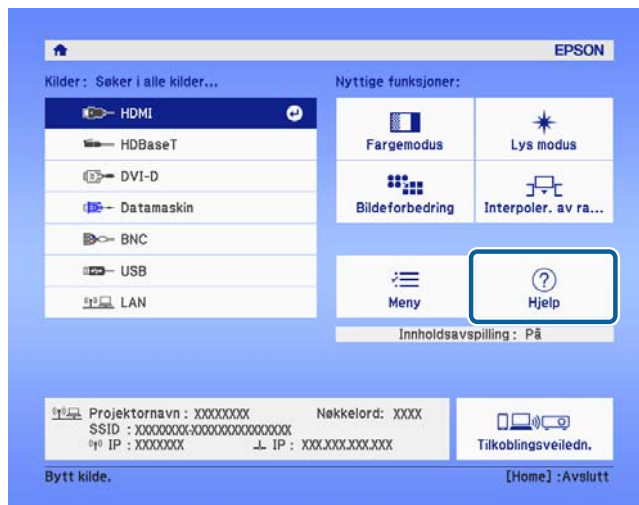 EPSON
Kilder: Søker i alle kilder...
HDMI
HDBaseT
DVI-D
Datamaskin
BNC
USB
LAN
Nyttige funksjoner:
Fargemodus
Lys modus
Bildeforbedring
Interpoler. av ra...
Meny
Hjelp
Innholdsavspilling: På
Projektornavn : XXXXXXXX Nøkkelord: XXXX
SSID : XXXXXXXX-XXXXXXXXXXXXXXX
IP : XXXXXXX IP : XXX.XXX.XXX.XXX
Tilkoblingsveiledn.
Bytt kilde.
[Home] :Avslutt